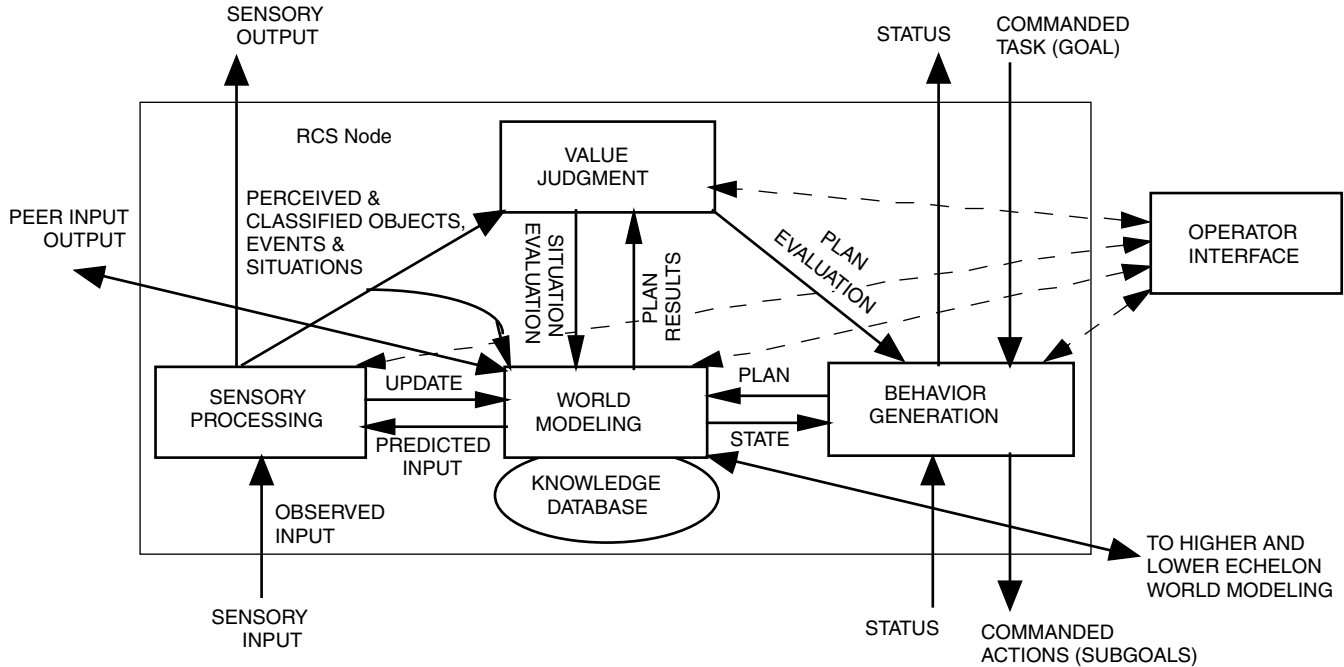 SENSORY
OUTPUT
STATUS
COMMANDED
TASK (GOAL)
RCS Node
VALUE
JUDGMENT
PERCEIVED &
CLASSIFIED OBJECTS,
EVENTS &
SITUATIONS
PEER INPUT
OUTPUT
SITUATION
EVALUATION
PLAN
RESULTS
PLAN
EVALUATION
OPERATOR
INTERFACE
SENSORY
PROCESSING
UPDATE
PREDICTED
INPUT
WORLD
MODELING
PLAN
STATE
BEHAVIOR
GENERATION
KNOWLEDGE
DATABASE
OBSERVED
INPUT
TO HIGHER AND
LOWER ECHELON
WORLD MODELING
SENSORY
INPUT
STATUS
COMMANDED
ACTIONS (SUBGOALS)